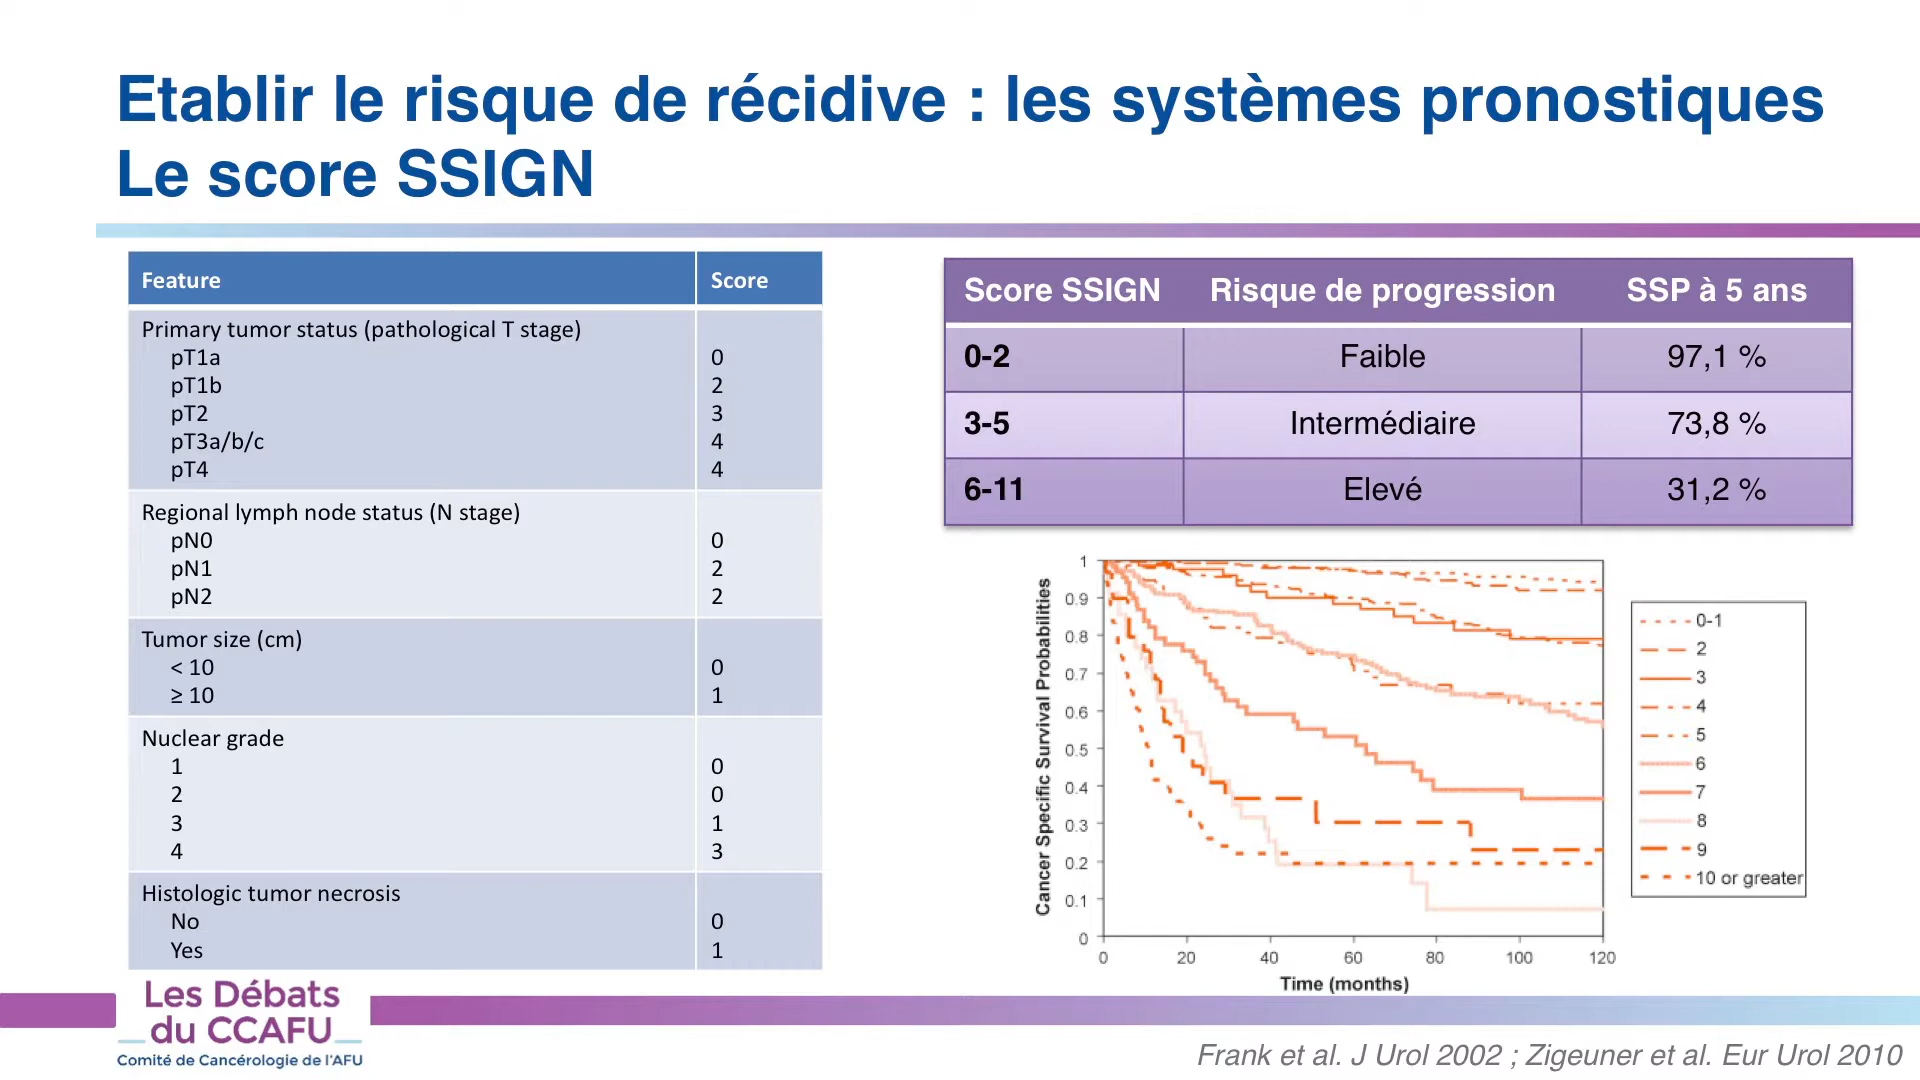 Etablir le risque de récidive : les systèmes pronostiques
Le score SSIGN
Feature Score
Primary tumor status (pathological T stage)
pT1a 0
pT1b 2
pT2 3
pT3a/b/c 4
pT4 4
Regional lymph node status (N stage)
pN0 0
pN1 2
pN2 2
Tumor size (cm)
< 10 0
≥ 10 1
Nuclear grade
1 0
2 0
3 1
4 3
Histologic tumor necrosis
No 0
Yes 1
Score SSIGN Risque de progression SSP à 5 ans
0-2 Faible 97,1 %
3-5 Intermédiaire 73,8 %
6-11 Elevé 31,2 %
Cancer Specific Survival Probabilities
1
0.9
0.8
0.7
0.6
0.5
0.4
0.3
0.2
0.1
0
0 20 40 60 80 100 120
Time (months)
0-1
2
3
4
5
6
7
8
9
10 or greater
Les Débats
du CCAFU
Comité de Cancérologie de l'AFU
Frank et al. J Urol 2002 ; Zigeuner et al. Eur Urol 2010